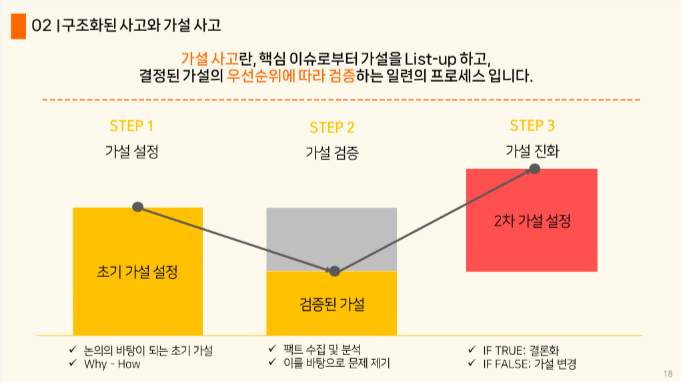 02 | 구조화된 사고와 가설 사고
가설 사고란, 핵심 이슈로부터 가설을 List-up 하고,
결정된 가설의 우선순위에 따라 검증하는 일련의 프로세스 입니다.
STEP 1
가설 설정
STEP 2
가설 검증
STEP 3
가설 진화
초기 가설 설정
검증된 가설
2차 가설 설정
✓ 논의의 바탕이 되는 초기 가설
✓ Why - How
✓ 팩트 수집 및 분석
✓ 이를 바탕으로 문제 제기
✓ IF TRUE: 결론화
✓ IF FALSE: 가설 변경
18